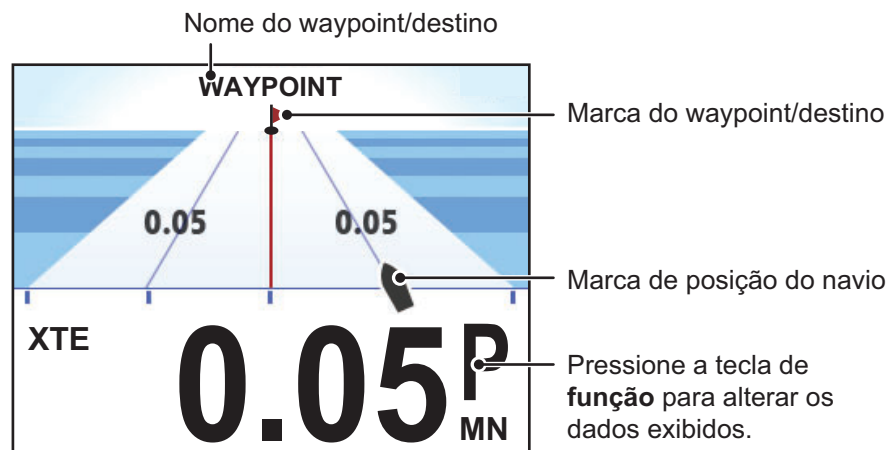 Nome do waypoint/destino
WAYPOINT
Marca do waypoint/destino
0.05 0.05
Marca de posição do navio
XTE 0.05 P MN
Pressione a tecla de
função para alterar os
dados exibidos.